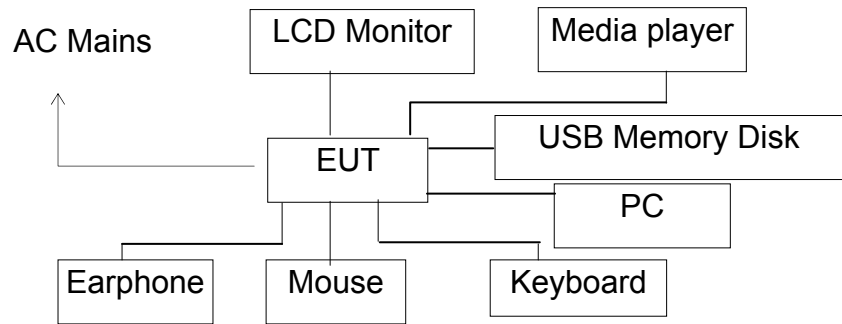 AC Mains
LCD Monitor
Media player
USB Memory Disk
EUT
PC
Earphone
Mouse
Keyboard